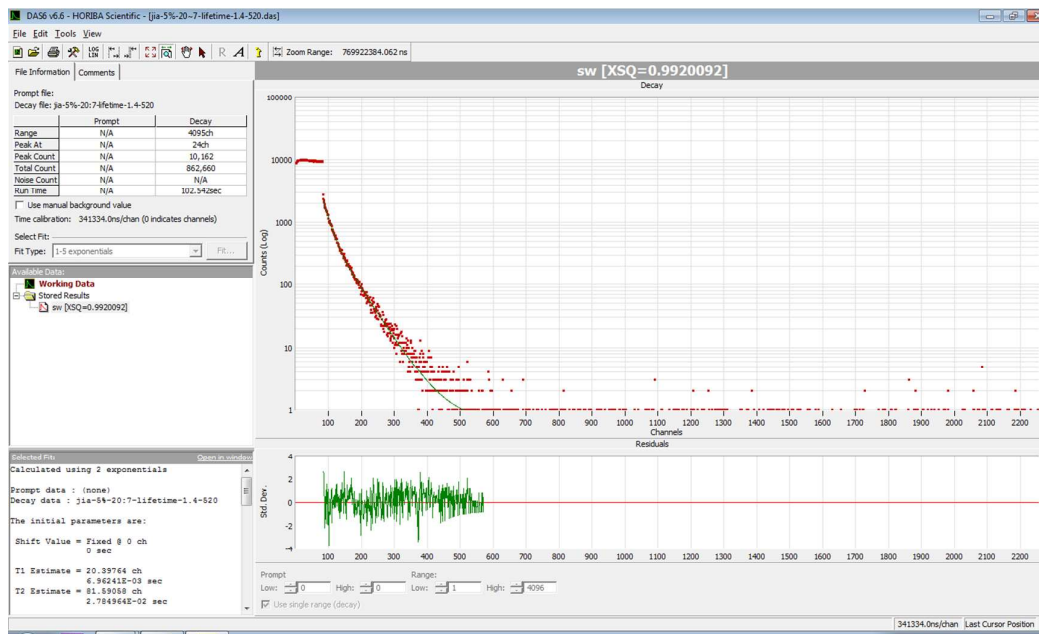 DAS6 v6.6 - HORIBA Scientific - [jia-5%-20~7-lifetime-1.4-520.das]
File Edit Tools View
LOG LIN R A ? Zoom Range: 769922384.062 ns
File Information Comments
Prompt file:
Decay file: jia-5%-20:7-lifetime-1.4-520
Prompt Decay
Range N/A 4095ch
Peak At N/A 24ch
Peak Count N/A 10,162
Total Count N/A 862,660
Noise Count N/A N/A
Run Time N/A 102.542sec
Use manual background value
Time calibration: 341334.0ns/chan (0 indicates channels)
Select Fit:
Fit Type: 1-5 exponentials Fit...
Available Data:
Working Data
Stored Results
sw [XSQ=0.9920092]
Selected Fit: Open in window
Calculated using 2 exponentials
Prompt data : (none)
Decay data : jia-5%-20:7-lifetime-1.4-520
The initial parameters are:
Shift Value = Fixed @ 0 ch
0 sec
T1 Estimate = 20.39764 ch
6.96241E-03 sec
T2 Estimate = 81.59058 ch
2.784964E-02 sec
sw [XSQ=0.9920092]
Decay
Counts (Log)
100000
10000
1000
100
10
1
100 200 300 400 500 600 700 800 900 1000 1100 1200 1300 1400 1500 1600 1700 1800 1900 2000 2100 2200
Channels
Residuals
Std.Dev.
4
2
0
-2
-4
100 200 300 400 500 600 700 800 900 1000 1100 1200 1300 1400 1500 1600 1700 1800 1900 2000 2100 2200
Prompt Range:
Low: 0 High: 0 Low: 1 High: 4096
Use single range (decay)
341334.0ns/chan Last Cursor Position